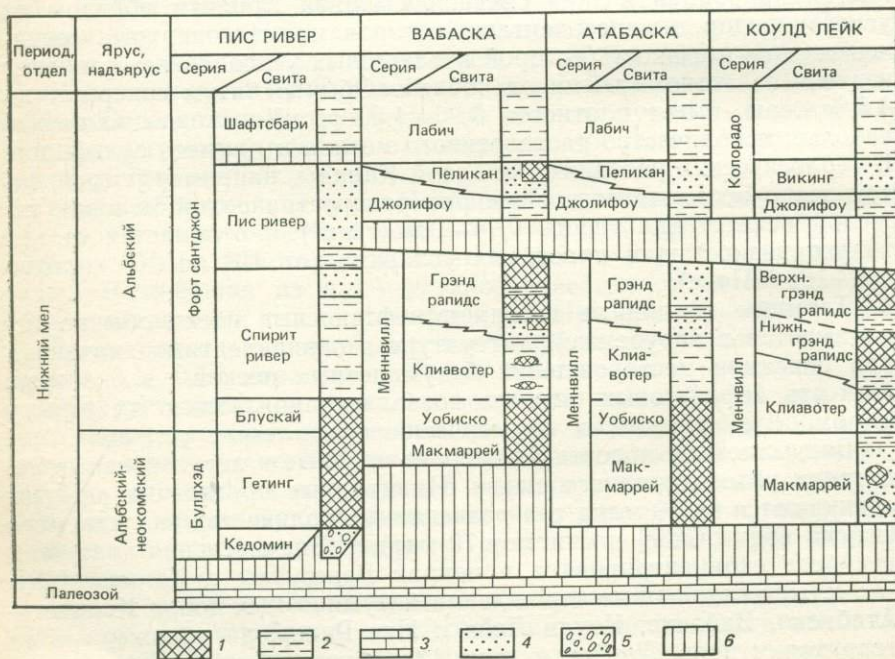 Период, отдел
Ярус, надъярус
ПИС РИВЕР
ВАБАСКА
АТАБАСКА
КОУЛД ЛЕЙК
Серия
Свита
Серия
Свита
Серия
Свита
Серия
Свита
Нижний мел
Альбский
Альбский неокомский
Форт сантджон
Булхэд
Шафтсбари
Пис ривер
Спирит ривер
Блускай
Гетинг
Кедомин
Меннвилл
Лабич
Пеликан
Джолифоу
Грэнд рапидс
Клиавотер
Уобиско
Макмаррей
Меннвилл
Лабич
Пеликан
Джолифоу
Грэнд рапидс
Клиа-
вотер
Уобиско
Мак-
маррей
Колорадо
Меннвилл
Викинг
Джолифоу
Верхн.
грэнд
рапидс
Нижн.
грэнд
рапидс
Клиавотер
Макмаррей
Палеозой
1 2 3 4 5 6